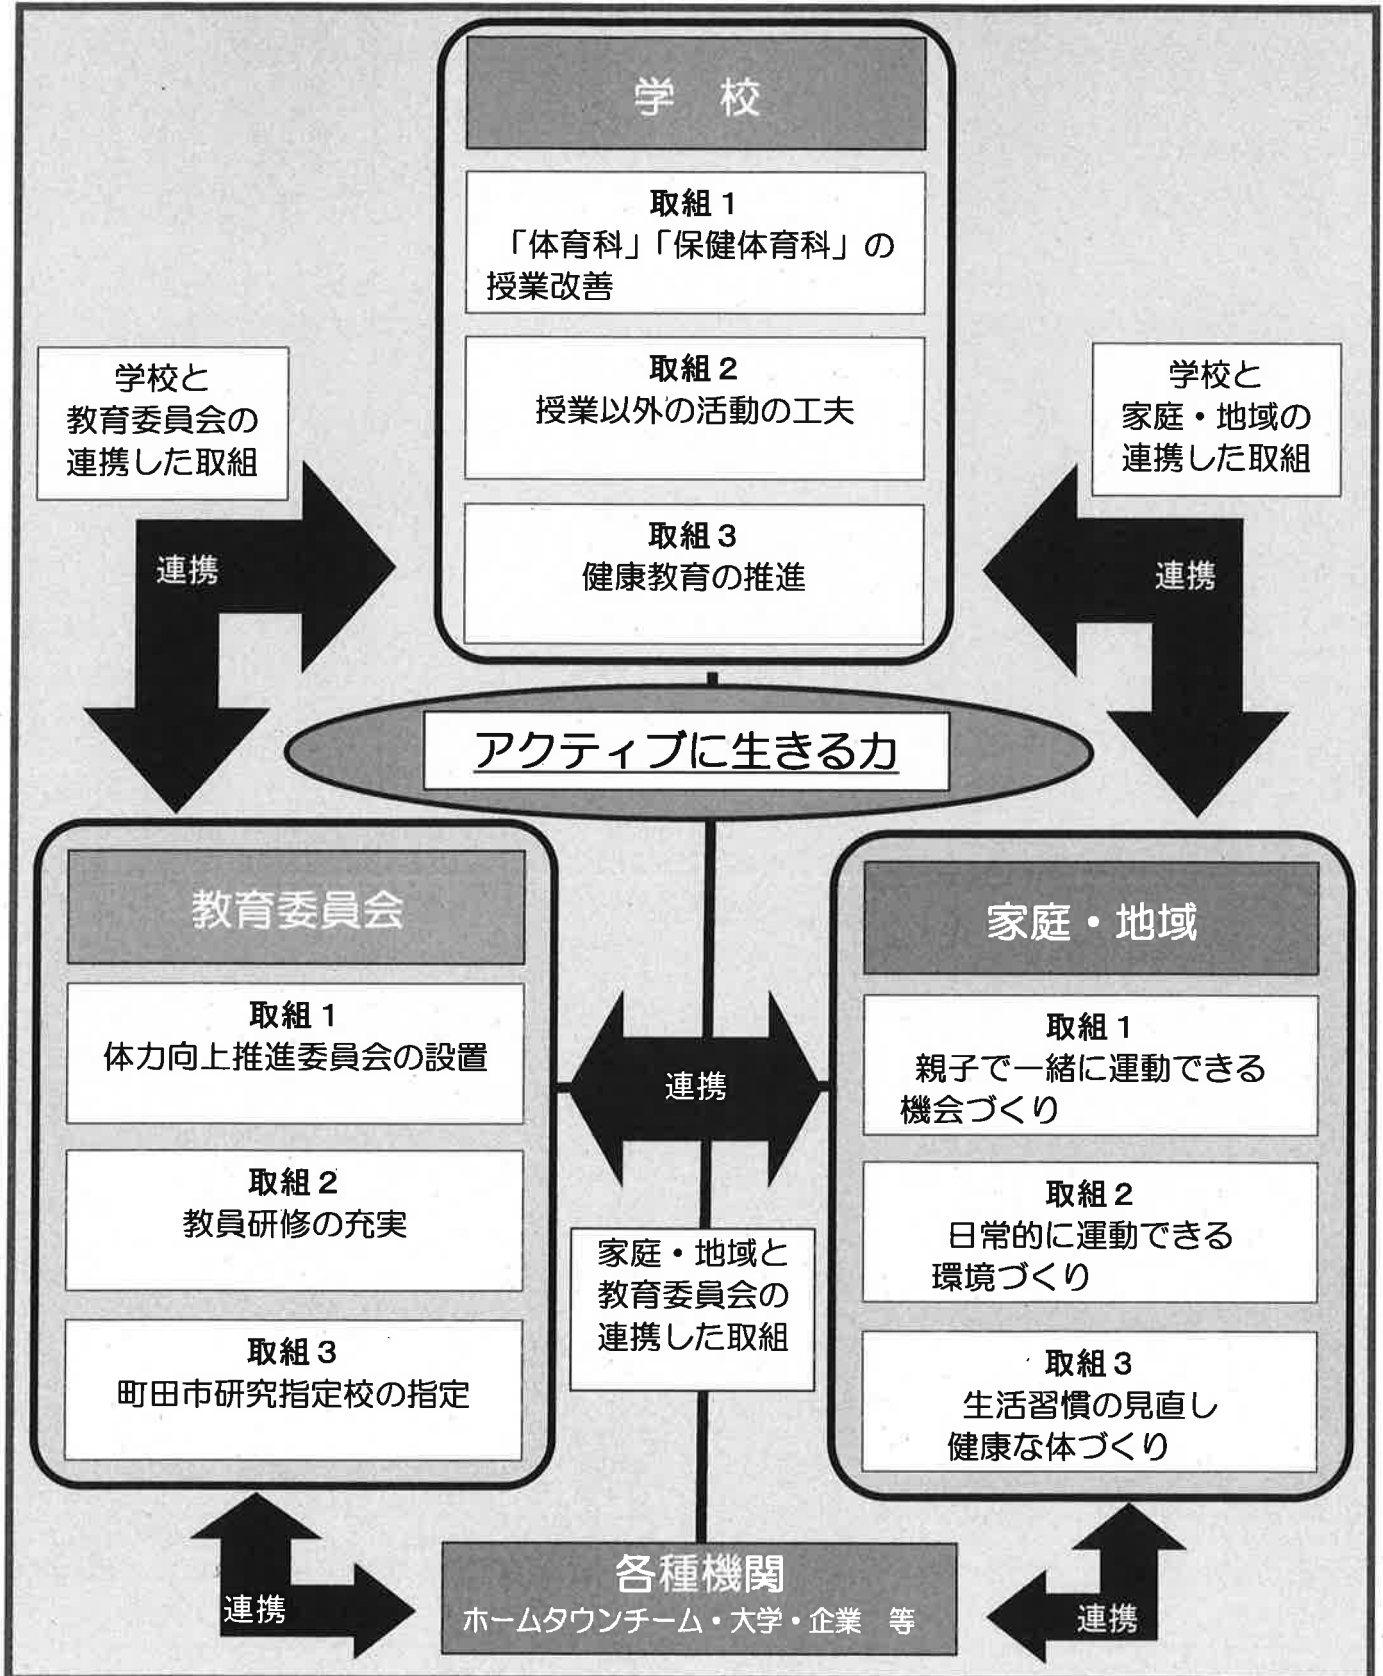 学　校
取組１
「体育科」「保健体育科」の
授業改善
取組２
授業以外の活動の工夫
取組３
健康教育の推進
学校と
教育委員会の
連携した取組
連携
学校と
家庭・地域の
連携した取組
連携
アクティブに生きる力
教育委員会
取組１
体力向上推進委員会の設置
取組２
教員研修の充実
取組３
町田市研究指定校の指定
連携
家庭・地域と
教育委員会の
連携した取組
家庭・地域
取組１
親子で一緒に運動できる
機会づくり
取組２
日常的に運動できる
環境づくり
取組３
生活習慣の見直し
健康な体づくり
連携
各種機関
ホームタウンチーム・大学・企業　等
連携